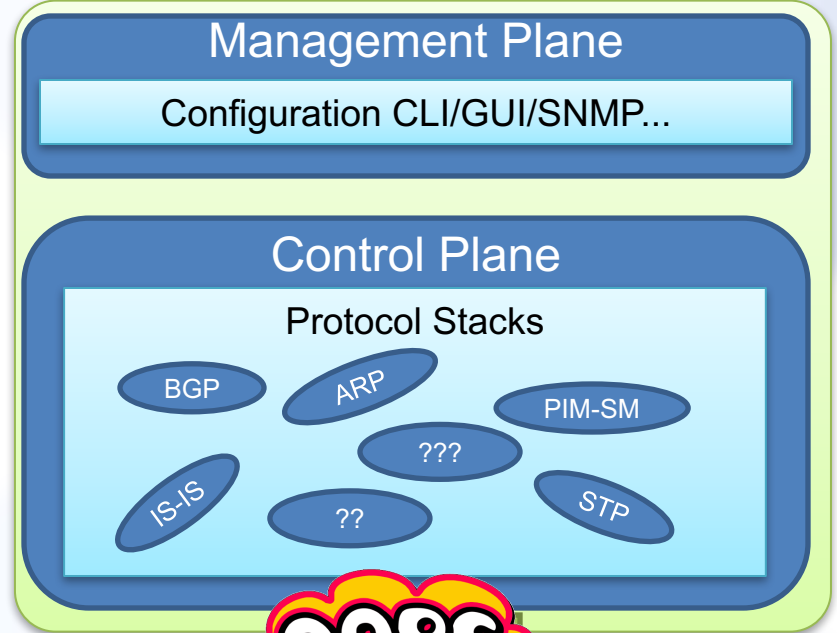 Management Plane
Configuration CLI/GUI/SNMP...
Control Plane
Protocol Stacks
BGP
ARP
PIM-SM
???
IS-IS
??
STP